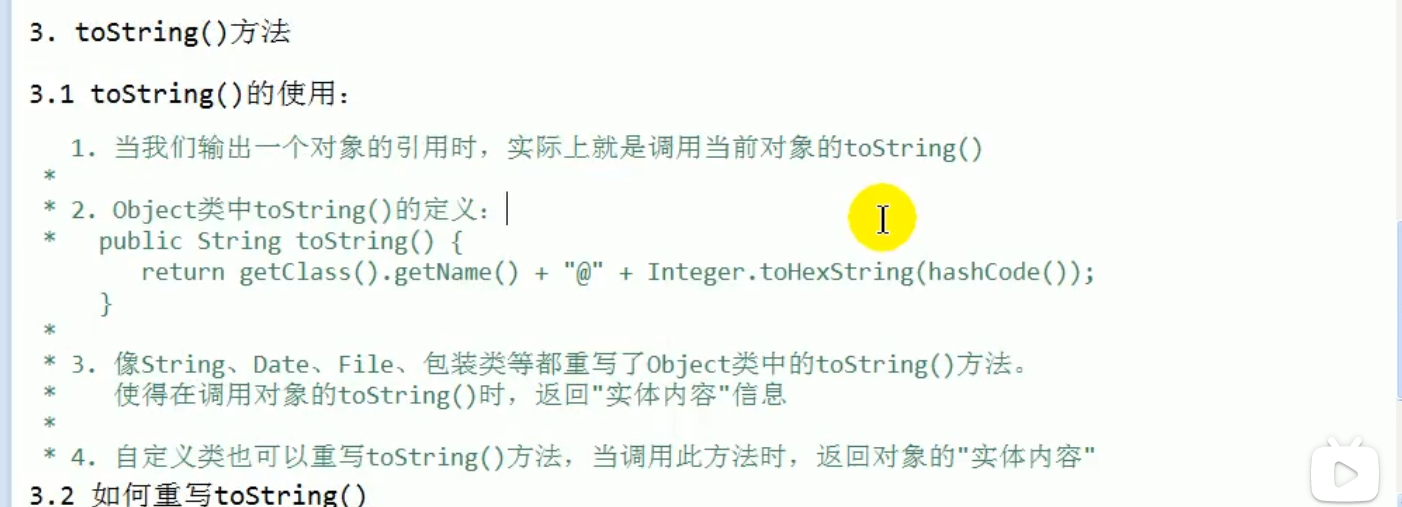 3. toString()方法
3.1 toString()的使用：
1. 当我们输出一个对象的引用时，实际上就是调用当前对象的toString()
*
* 2. Object类中toString()的定义：
* public String toString() {
return getClass().getName() + "@" + Integer.toHexString(hashCode());
}
*
* 3. 像String、Date、File、包装类等都重写了Object类中的toString()方法。
* 使得在调用对象的toString()时，返回"实体内容"信息
*
* 4. 自定义类也可以重写toString()方法，当调用此方法时，返回对象的"实体内容"
3.2 如何重写toString()